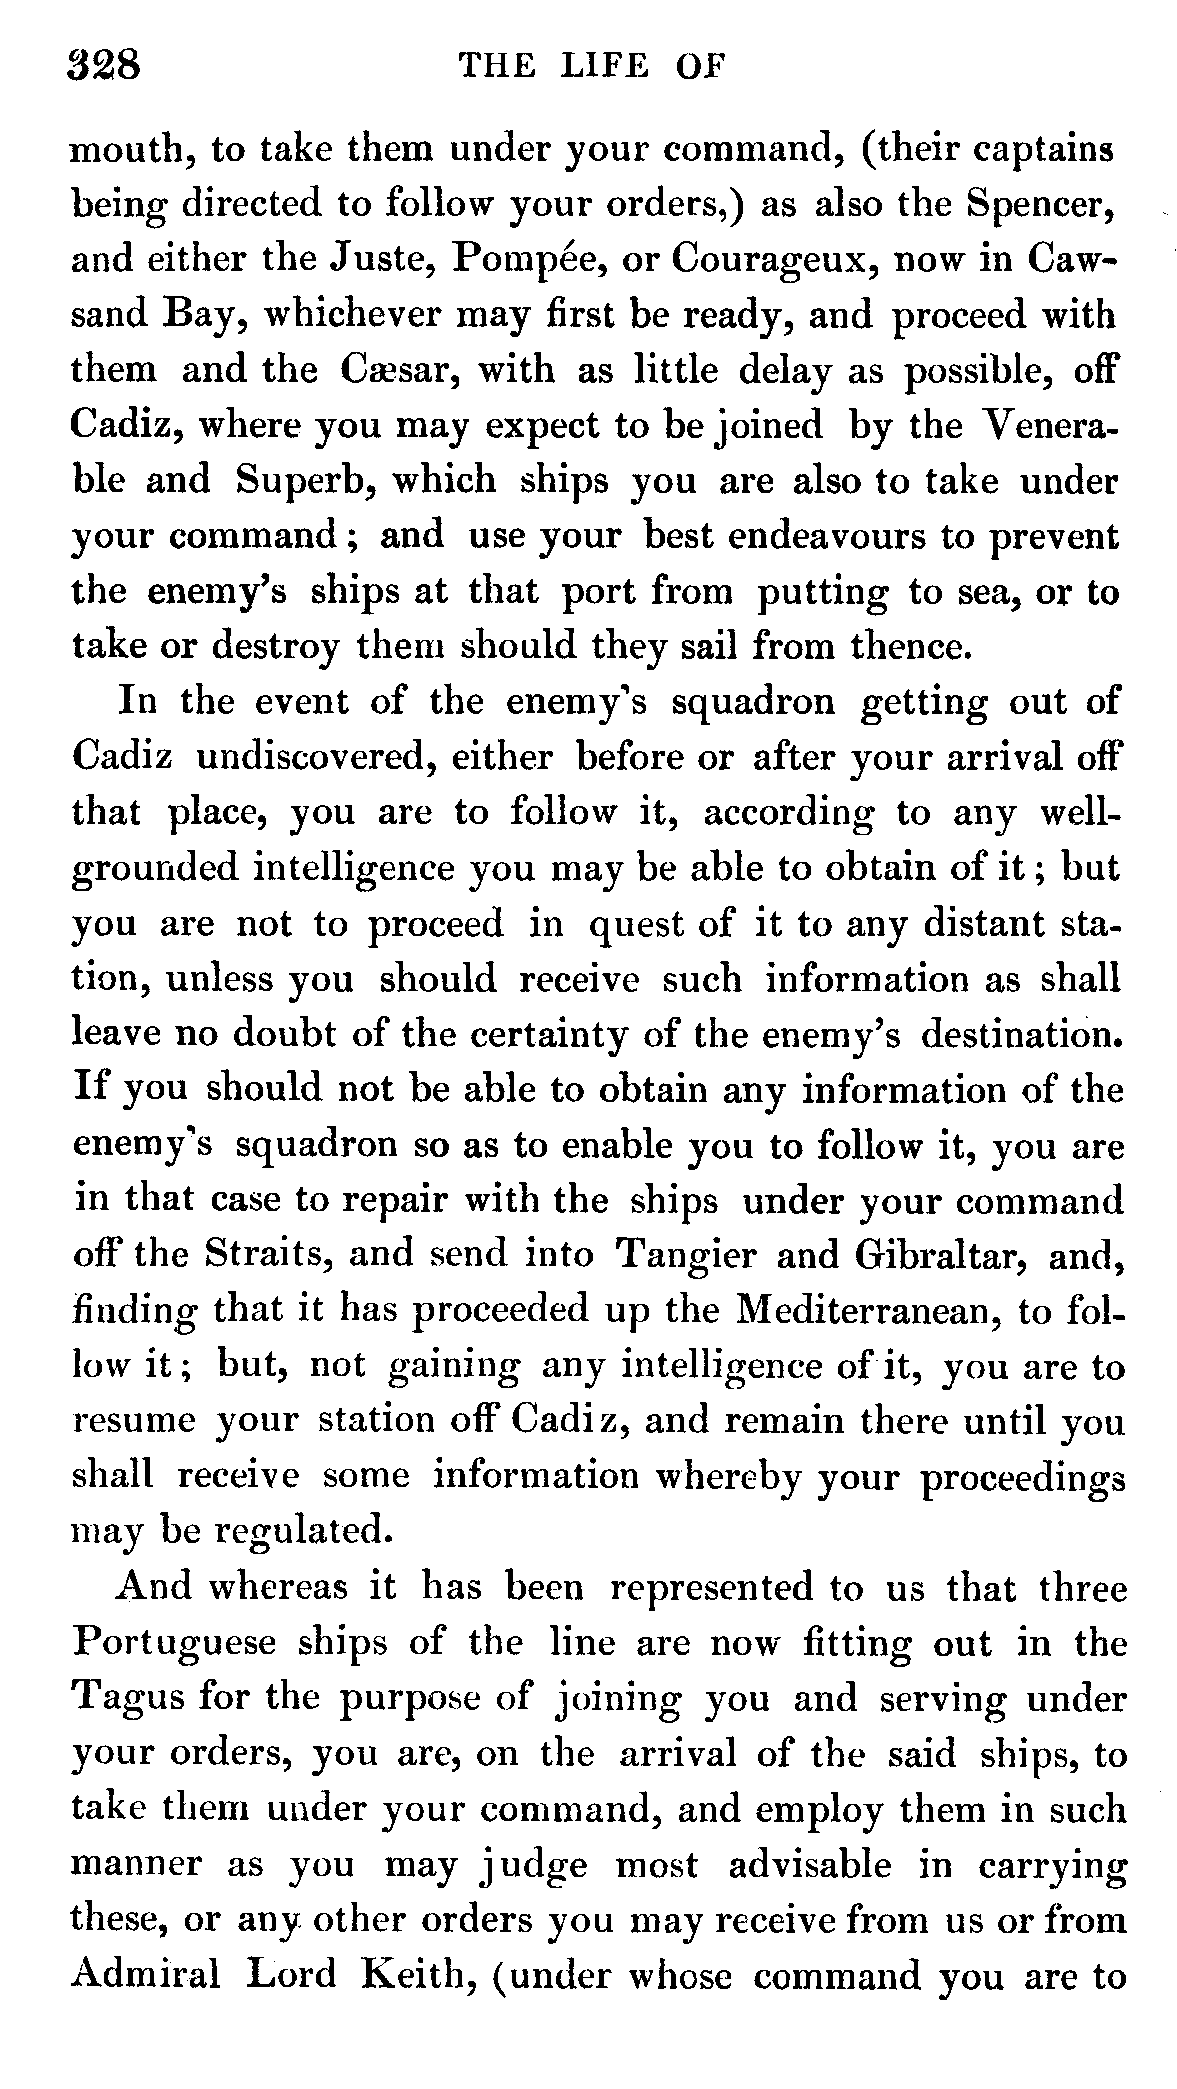 328 THE LIFE OF
mouth, to take them under your command, (their captains
being directed to follow your orders,) as also the Spencer,
and either the Juste, Pompée, or Courageux, now in Caw-
sand Bay, whichever may first be ready, and proceed with
them and the Cæsar, with as little delay as possible, off
Cadiz, where you may expect to be joined by the Venera-
ble and Superb, which ships you are also to take under
your command ; and use your best endeavours to prevent
the enemy's ships at that port from putting to sea, or to
take or destroy them should they sail from thence.
In the event of the enemy's squadron getting out of
Cadiz undiscovered, either before or after your arrival off
that place, you are to follow it, according to any well-
grounded intelligence you may be able to obtain of it ; but
you are not to proceed in quest of it to any distant sta-
tion, unless you should receive such information as shall
leave no doubt of the certainty of the enemy's destination.
If you should not be able to obtain any information of the
enemy's squadron so as to enable you to follow it, you are
in that case to repair with the ships under your command
off the Straits, and send into Tangier and Gibraltar, and,
finding that it has proceeded up the Mediterranean, to fol-
low it ; but, not gaining any intelligence of it, you are to
resume your station off Cadiz, and remain there until you
shall receive some information whereby your proceedings
may be regulated.
And whereas it has been represented to us that three
Portuguese ships of the line are now fitting out in the
Tagus for the purpose of joining you and serving under
your orders, you are, on the arrival of the said ships, to
take them under your command, and employ them in such
manner as you may judge most advisable in carrying
these, or any other orders you may receive from us or from
Admiral Lord Keith, (under whose command you are to